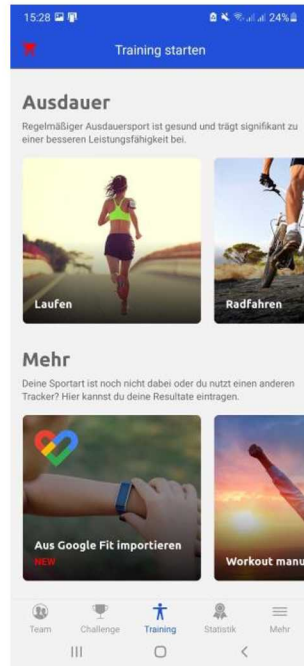 15:28 24%
Training starten
Ausdauer
Regelmäßiger Ausdauersport ist gesund und trägt signifikant zu
einer besseren Leistungsfähigkeit bei.
Laufen Radfahren
Mehr
Deine Sportart ist noch nicht dabei oder du nutzt einen anderen
Tracker? Hier kannst du deine Resultate eintragen.
Aus Google Fit importieren
NEW Workout manu
Team Challenge Training Statistik Mehr